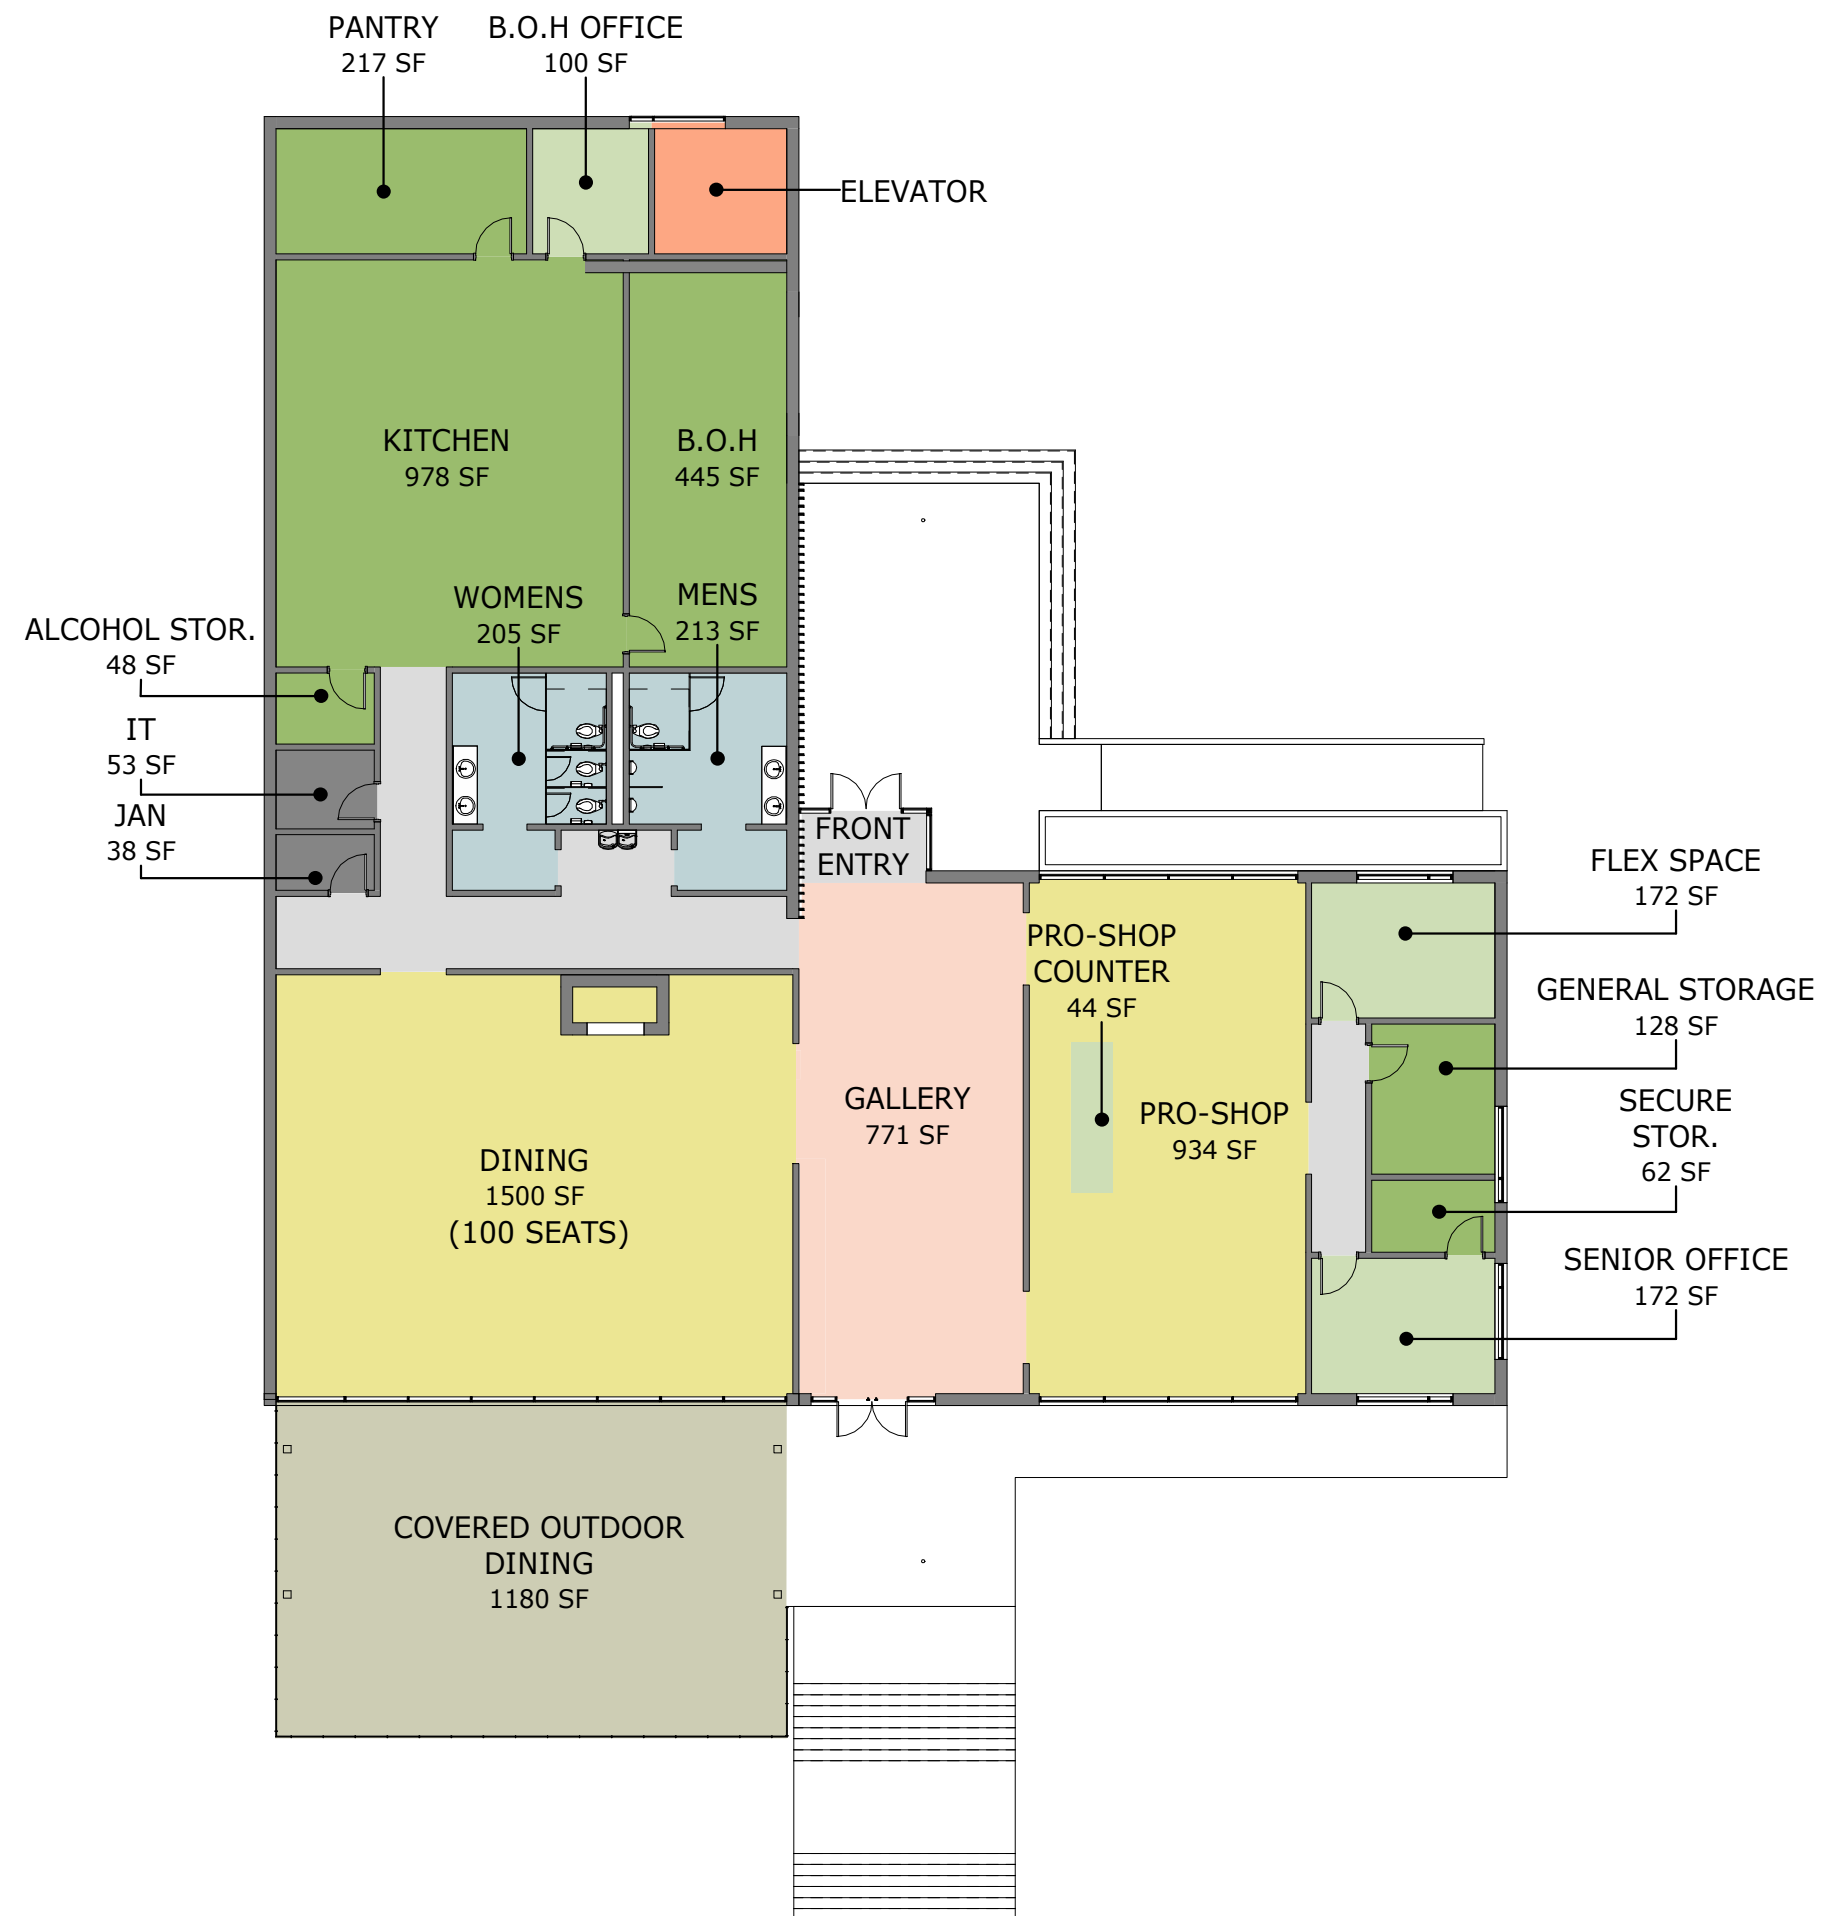 PANTRY
217 SF
B.O.H OFFICE
100 SF
ELEVATOR
KITCHEN
978 SF
B.O.H
445 SF
WOMENS
205 SF
MENS
213 SF
ALCOHOL STOR.
48 SF
IT
53 SF
JAN
38 SF
FRONT
ENTRY
FLEX SPACE
172 SF
PRO-SHOP
COUNTER
44 SF
GENERAL STORAGE
128 SF
GALLERY
771 SF
PRO-SHOP
934 SF
SECURE
STOR.
62 SF
DINING
1500 SF
(100 SEATS)
SENIOR OFFICE
172 SF
COVERED OUTDOOR
DINING
1180 SF